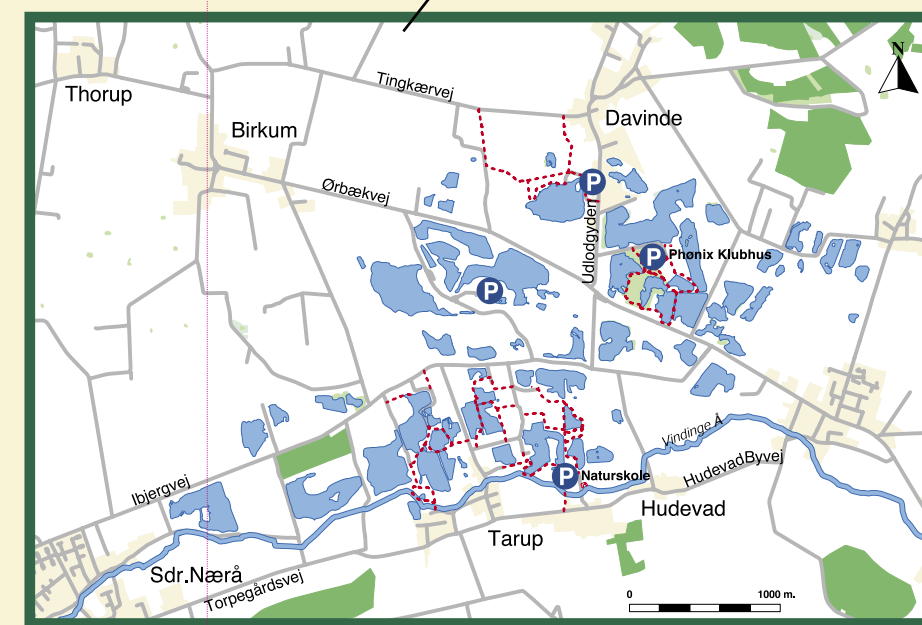 N
Tingkærvej
Thorup
Davinde
Birkum
P
Ørbækvej
Udlodgyden
P Phønix Klubhus
P
Vindinge Å
HudevadByvej
P Naturskole
Ibjergvej
Hudevad
Tarup
Sdr.Nærå
Torpegårdsvej
0 1000 m.